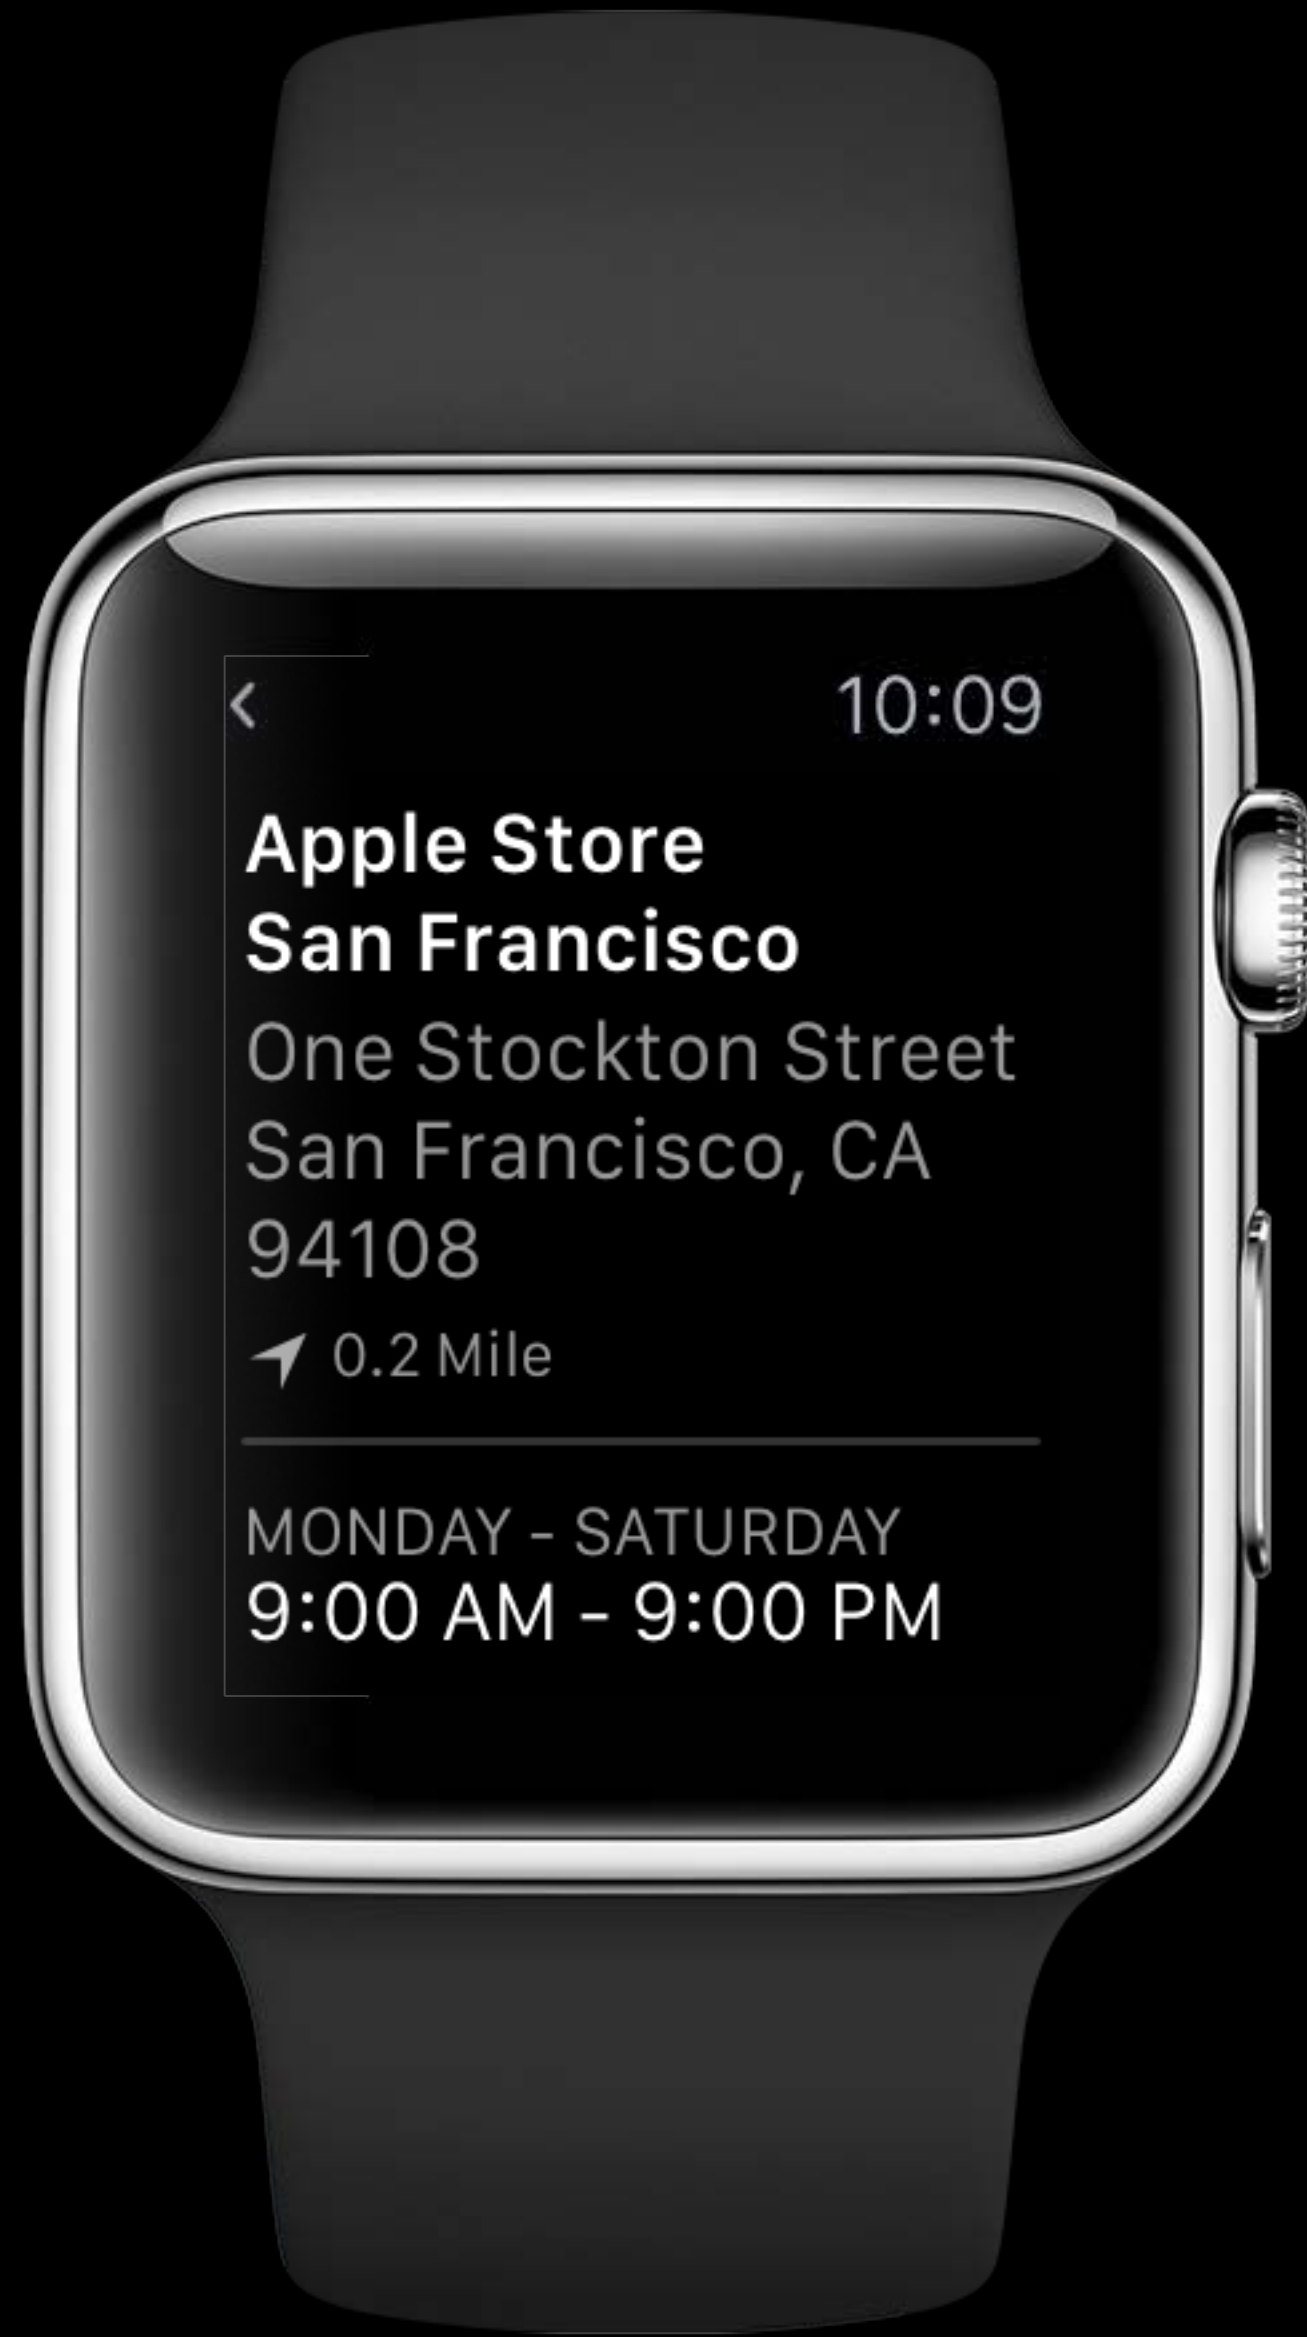 10:09
Apple Store
San Francisco
One Stockton Street
San Francisco, CA
94108
0.2 Mile
MONDAY - SATURDAY
9:00 AM - 9:00 PM